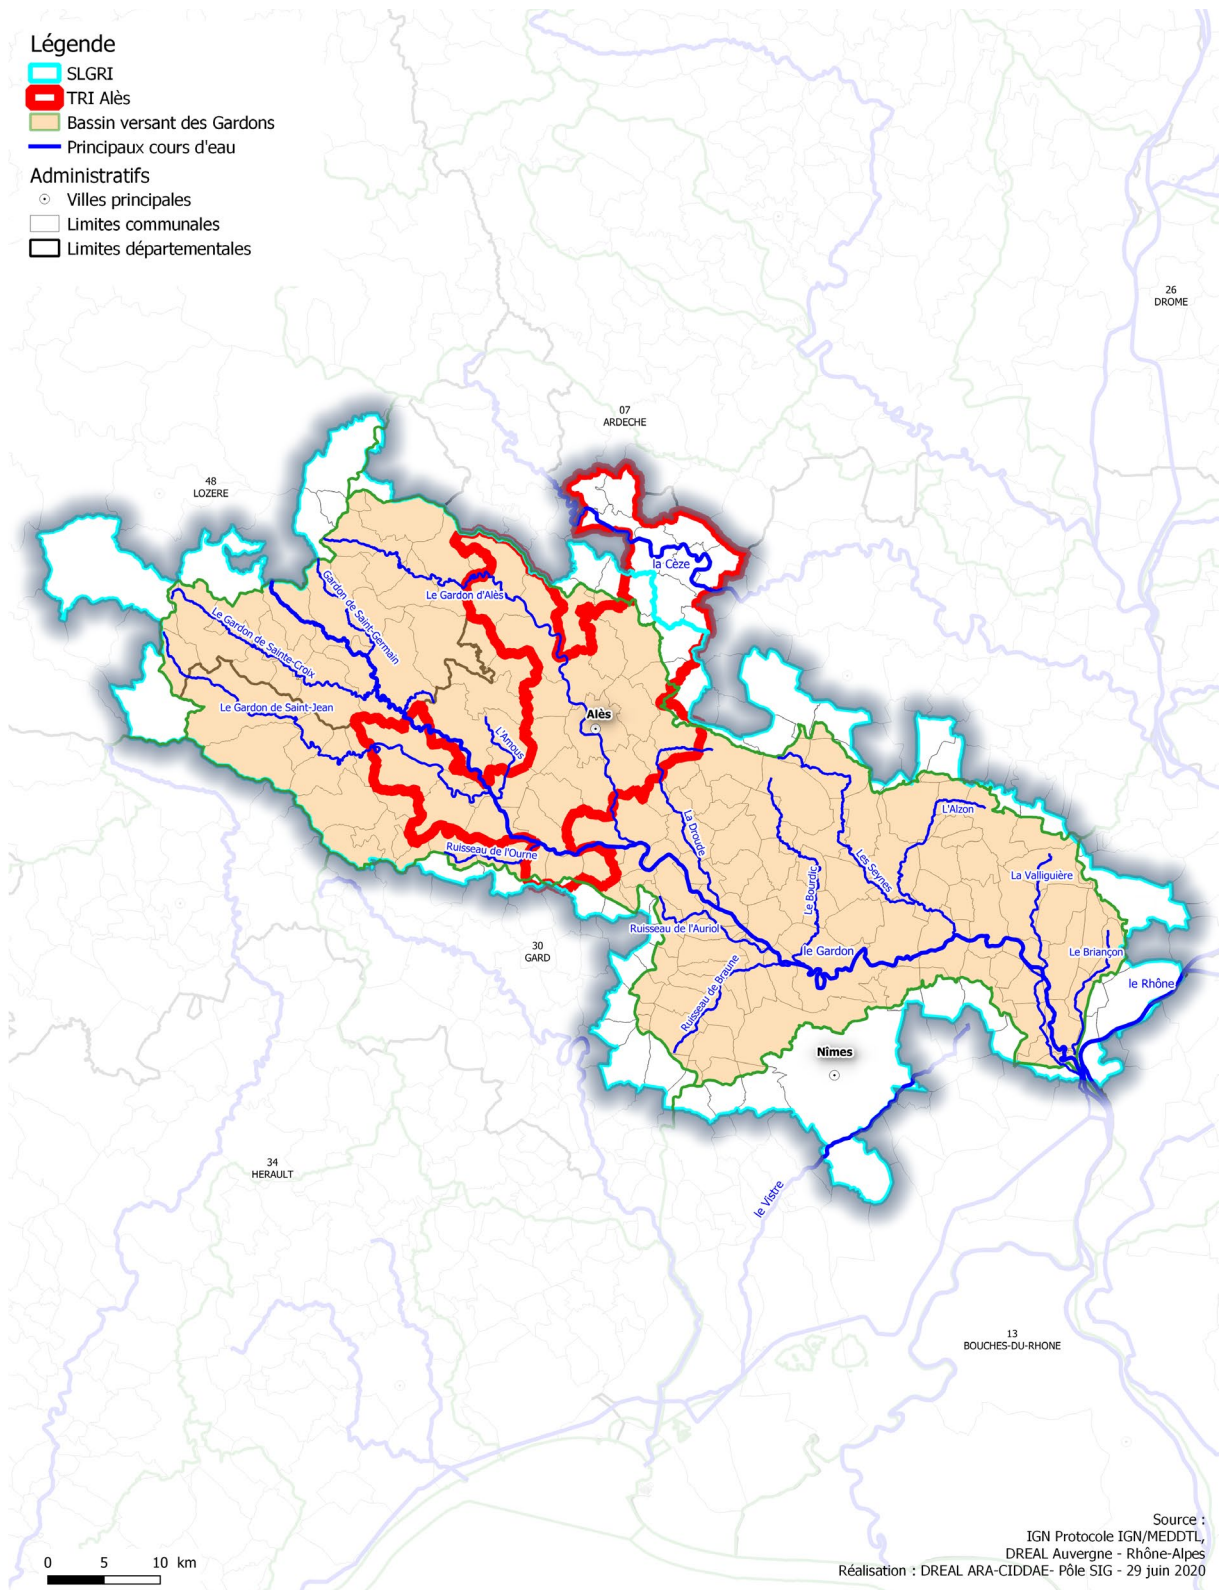 Légende
SLGRI
TRI Alès
Bassin versant des Gardons
Principaux cours d'eau
Administratifs
Villes principales
Limites communales
Limites départementales
26
DROME
07
ARDECHE
48
LOZERE
la Cèze
Gardon de Saint-Germain
Le Gardon d'Alès
Le Gardon de Sainte-Croix
Le Gardon de Saint-Jean
Alès
L'Amous
L'Alzon
La Droude
Ruisseau de l'Ourne
Les Seynes
La Valliguière
Le Bourdic
Ruisseau de l'Auriol
30
GARD
le Gardon
Le Briançon
Ruisseau de Braune
le Rhône
Nîmes
34
HERAULT
le Vistre
13
BOUCHES-DU-RHONE
Source :
IGN Protocole IGN/MEDDTL,
DREAL Auvergne - Rhône-Alpes
Réalisation : DREAL ARA-CIDDAE- Pôle SIG - 29 juin 2020
0 5 10 km